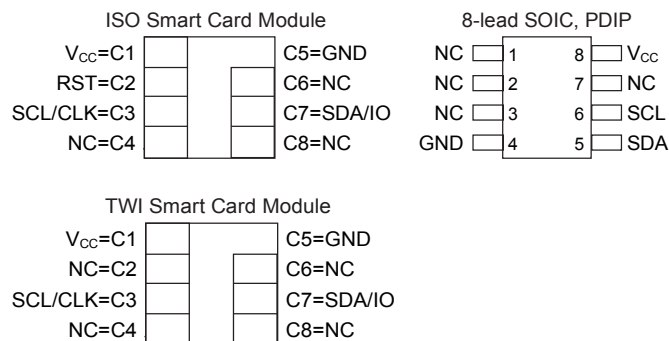 ISO Smart Card Module
VCC=C1
C5=GND
RST=C2
C6=NC
SCL/CLK=C3
C7=SDA/IO
NC=C4
C8=NC
8-lead SOIC, PDIP
NC 1 8 VCC
NC 2 7 NC
NC 3 6 SCL
GND 4 5 SDA
TWI Smart Card Module
VCC=C1
C5=GND
NC=C2
C6=NC
SCL/CLK=C3
C7=SDA/IO
NC=C4
C8=NC